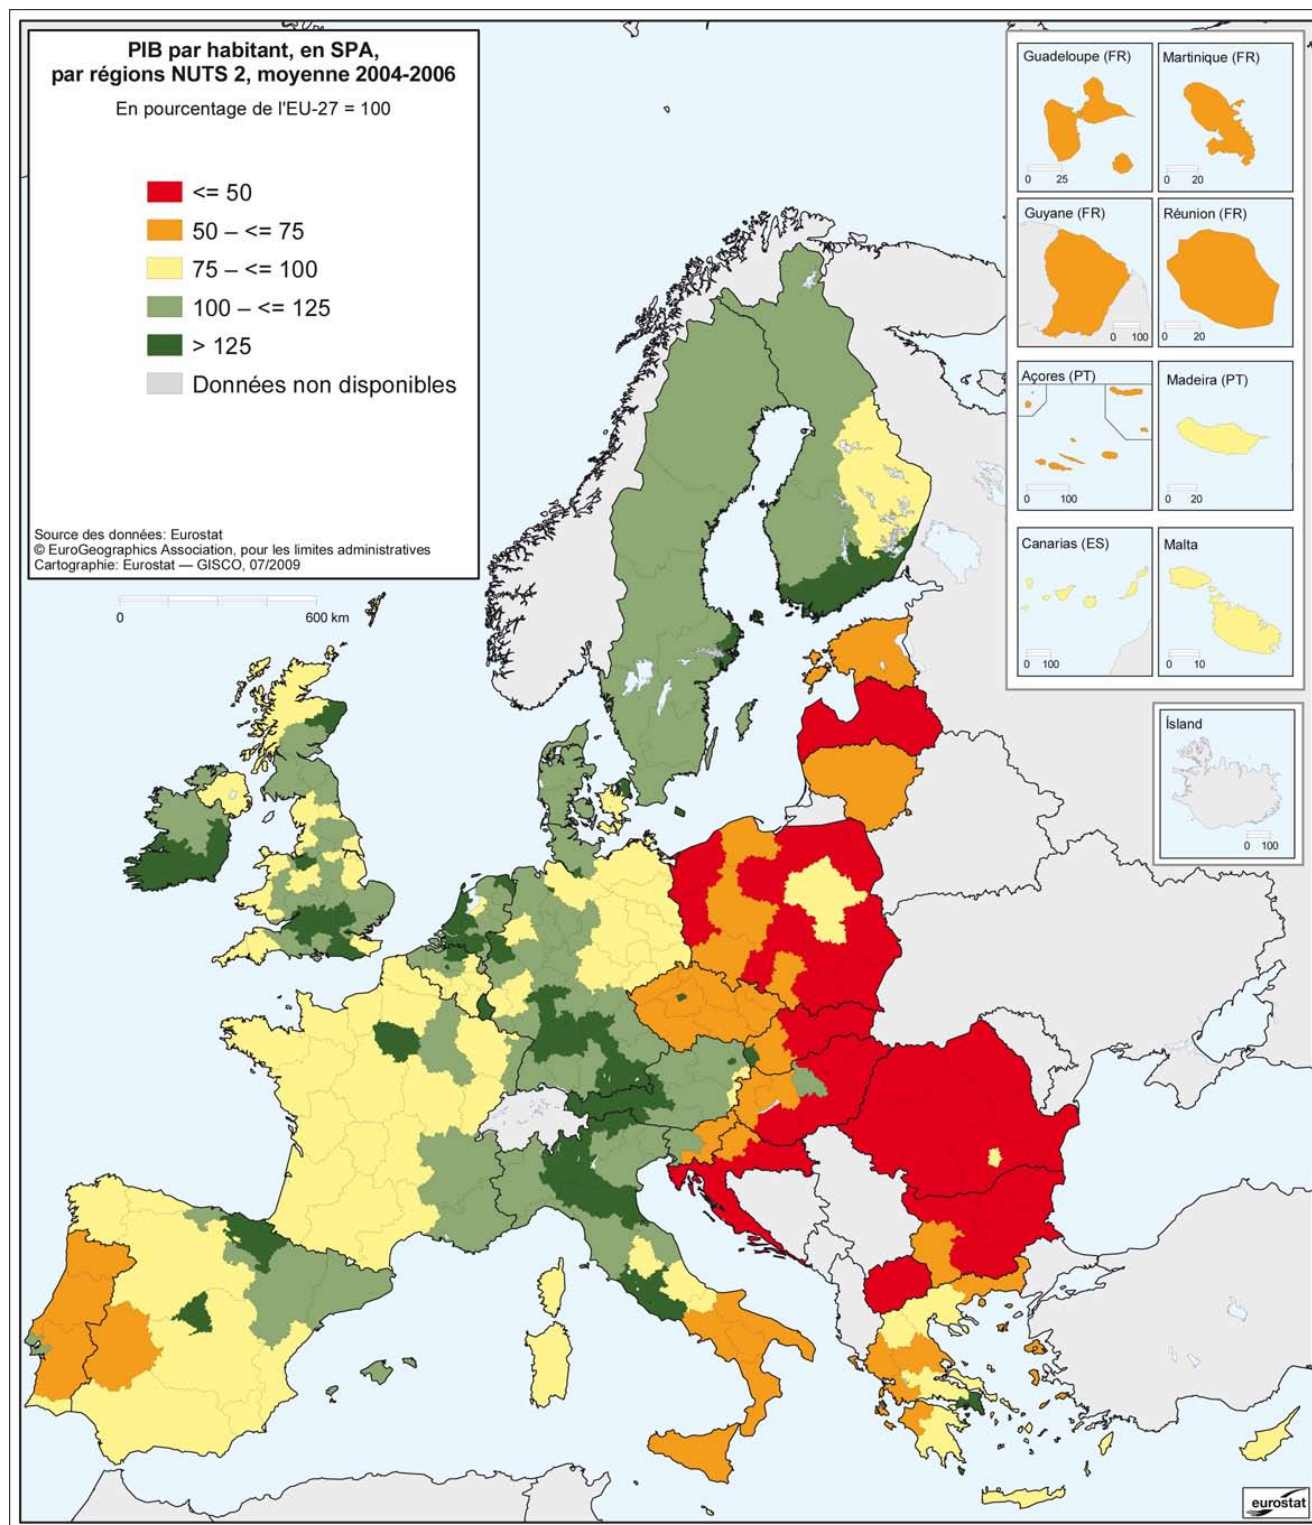 PIB par habitant, en SPA,
par régions NUTS 2, moyenne 2004-2006
En pourcentage de l'EU-27 = 100
<= 50
50 – <= 75
75 – <= 100
100 – <= 125
> 125
Données non disponibles
Source des données: Eurostat
© EuroGeographics Association, pour les limites administratives
Cartographie: Eurostat — GISCO, 07/2009
0 600 km
Guadeloupe (FR)
0 25
Martinique (FR)
0 20
Guyane (FR)
0 100
Réunion (FR)
0 20
Açores (PT)
0 100
Madeira (PT)
0 20
Canarias (ES)
0 100
Malta
0 10
Ísland
0 100
eurostat